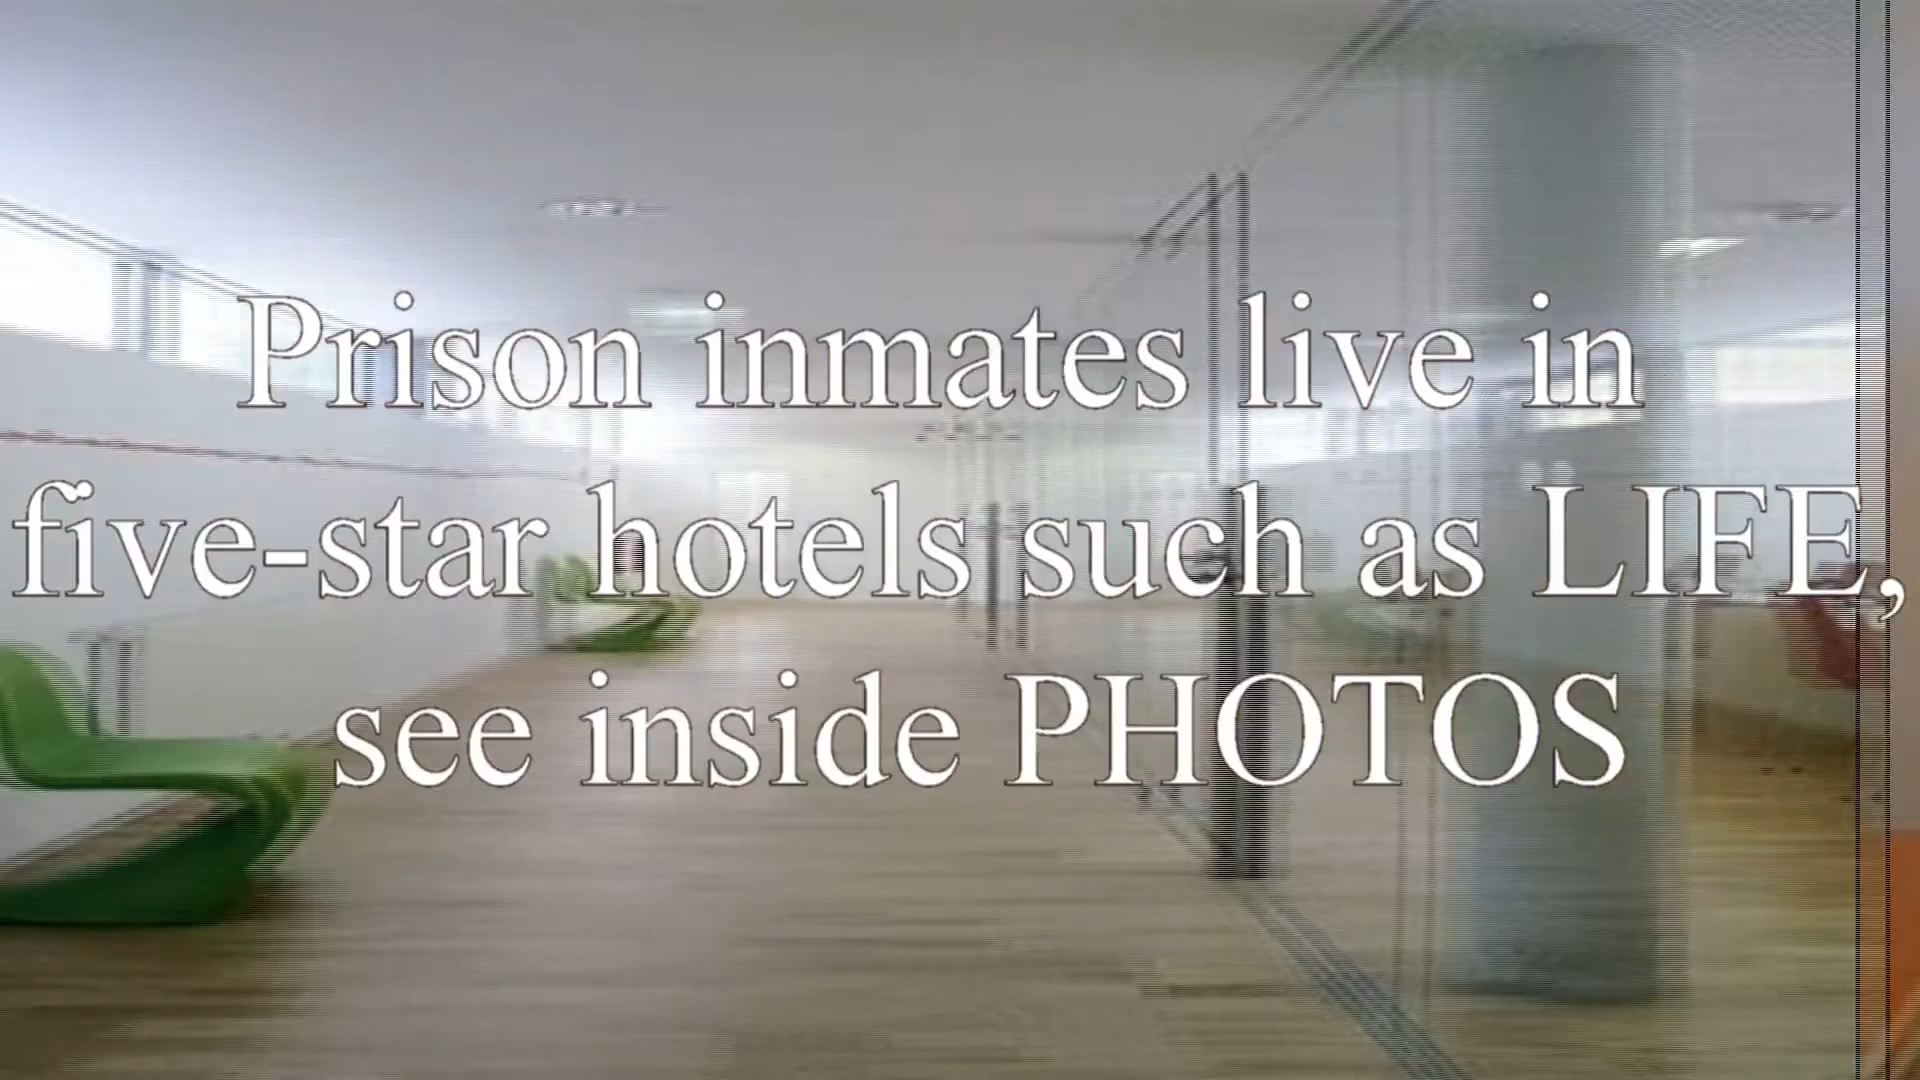 Prison inmates live in
five-star hotels such as LIFE,
see inside PHOTOS